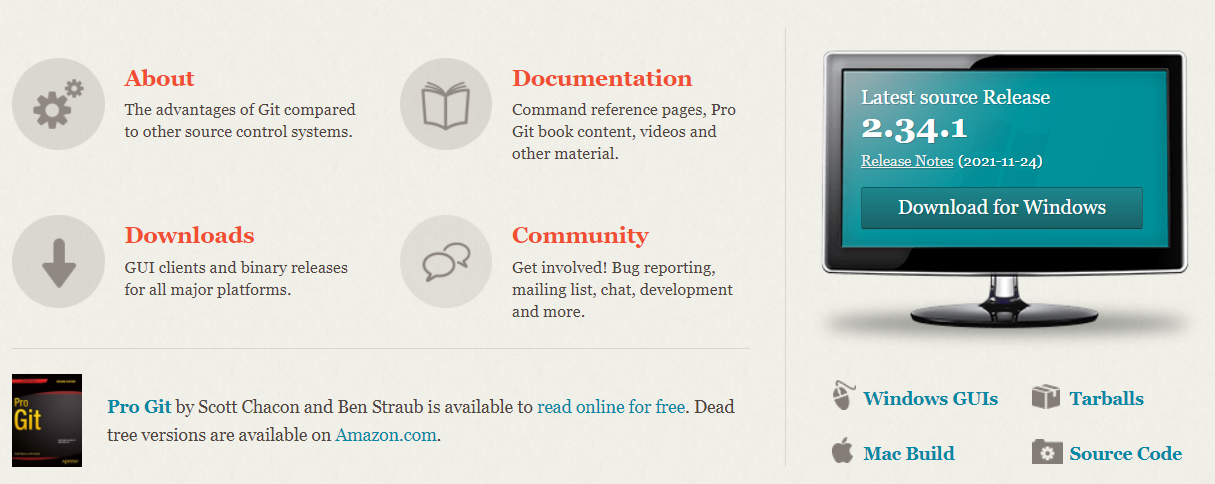 About
The advantages of Git compared
to other source control systems.
Documentation
Command reference pages, Pro
Git book content, videos and
other material.
Downloads
GUI clients and binary releases
for all major platforms.
Community
Get involved! Bug reporting,
mailing list, chat, development
and more.
Pro
Git
Pro Git by Scott Chacon and Ben Straub is available to read online for free. Dead
tree versions are available on Amazon.com.
Latest source Release
2.34.1
Release Notes (2021-11-24)
Download for Windows
Windows GUIs
Tarballs
Mac Build
Source Code